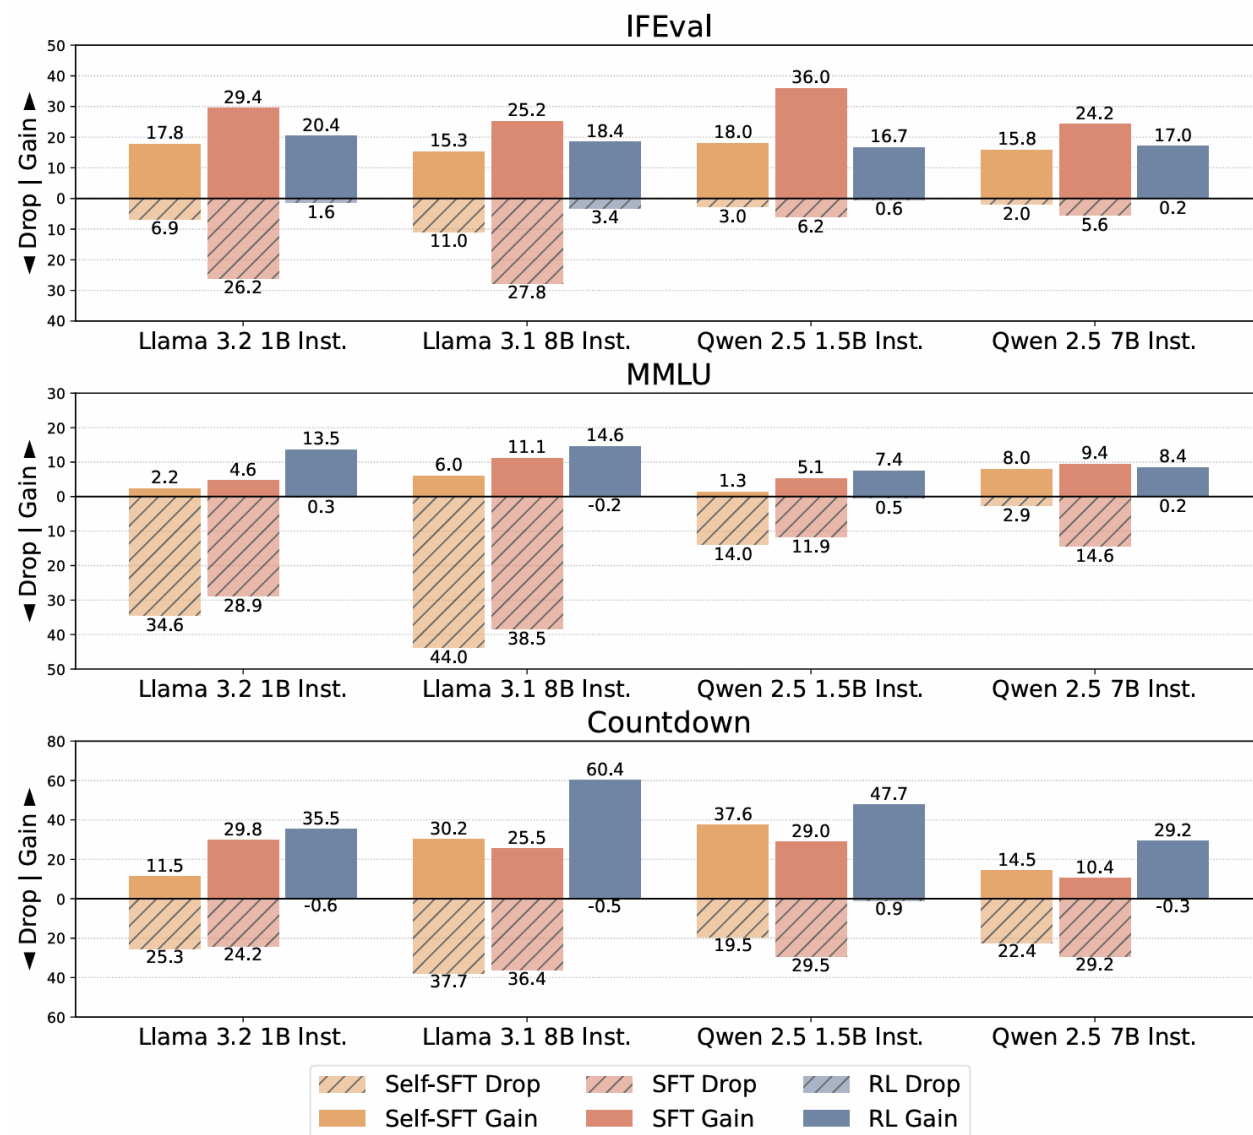 IFEval
50
40
30
20
10
0
10
20
30
40
◄ Drop | Gain ►
17.8 29.4 20.4 15.3 25.2 18.4 18.0 36.0 16.7 15.8 24.2 17.0
6.9 26.2 1.6 11.0 27.8 3.4 3.0 6.2 0.6 2.0 5.6 0.2
Llama 3.2 1B Inst. Llama 3.1 8B Inst. Qwen 2.5 1.5B Inst. Qwen 2.5 7B Inst.
MMLU
30
20
10
0
10
20
30
40
50
◄ Drop | Gain ►
2.2 4.6 13.5 6.0 11.1 14.6 1.3 5.1 7.4 8.0 9.4 8.4
34.6 28.9 0.3 44.0 38.5 -0.2 14.0 11.9 0.5 2.9 14.6 0.2
Llama 3.2 1B Inst. Llama 3.1 8B Inst. Qwen 2.5 1.5B Inst. Qwen 2.5 7B Inst.
Countdown
80
60
40
20
0
20
40
60
◄ Drop | Gain ►
11.5 29.8 35.5 30.2 25.5 60.4 37.6 29.0 47.7 14.5 10.4 29.2
25.3 24.2 -0.6 37.7 36.4 -0.5 19.5 29.5 0.9 22.4 29.2 -0.3
Llama 3.2 1B Inst. Llama 3.1 8B Inst. Qwen 2.5 1.5B Inst. Qwen 2.5 7B Inst.
Self-SFT Drop SFT Drop RL Drop
Self-SFT Gain SFT Gain RL Gain